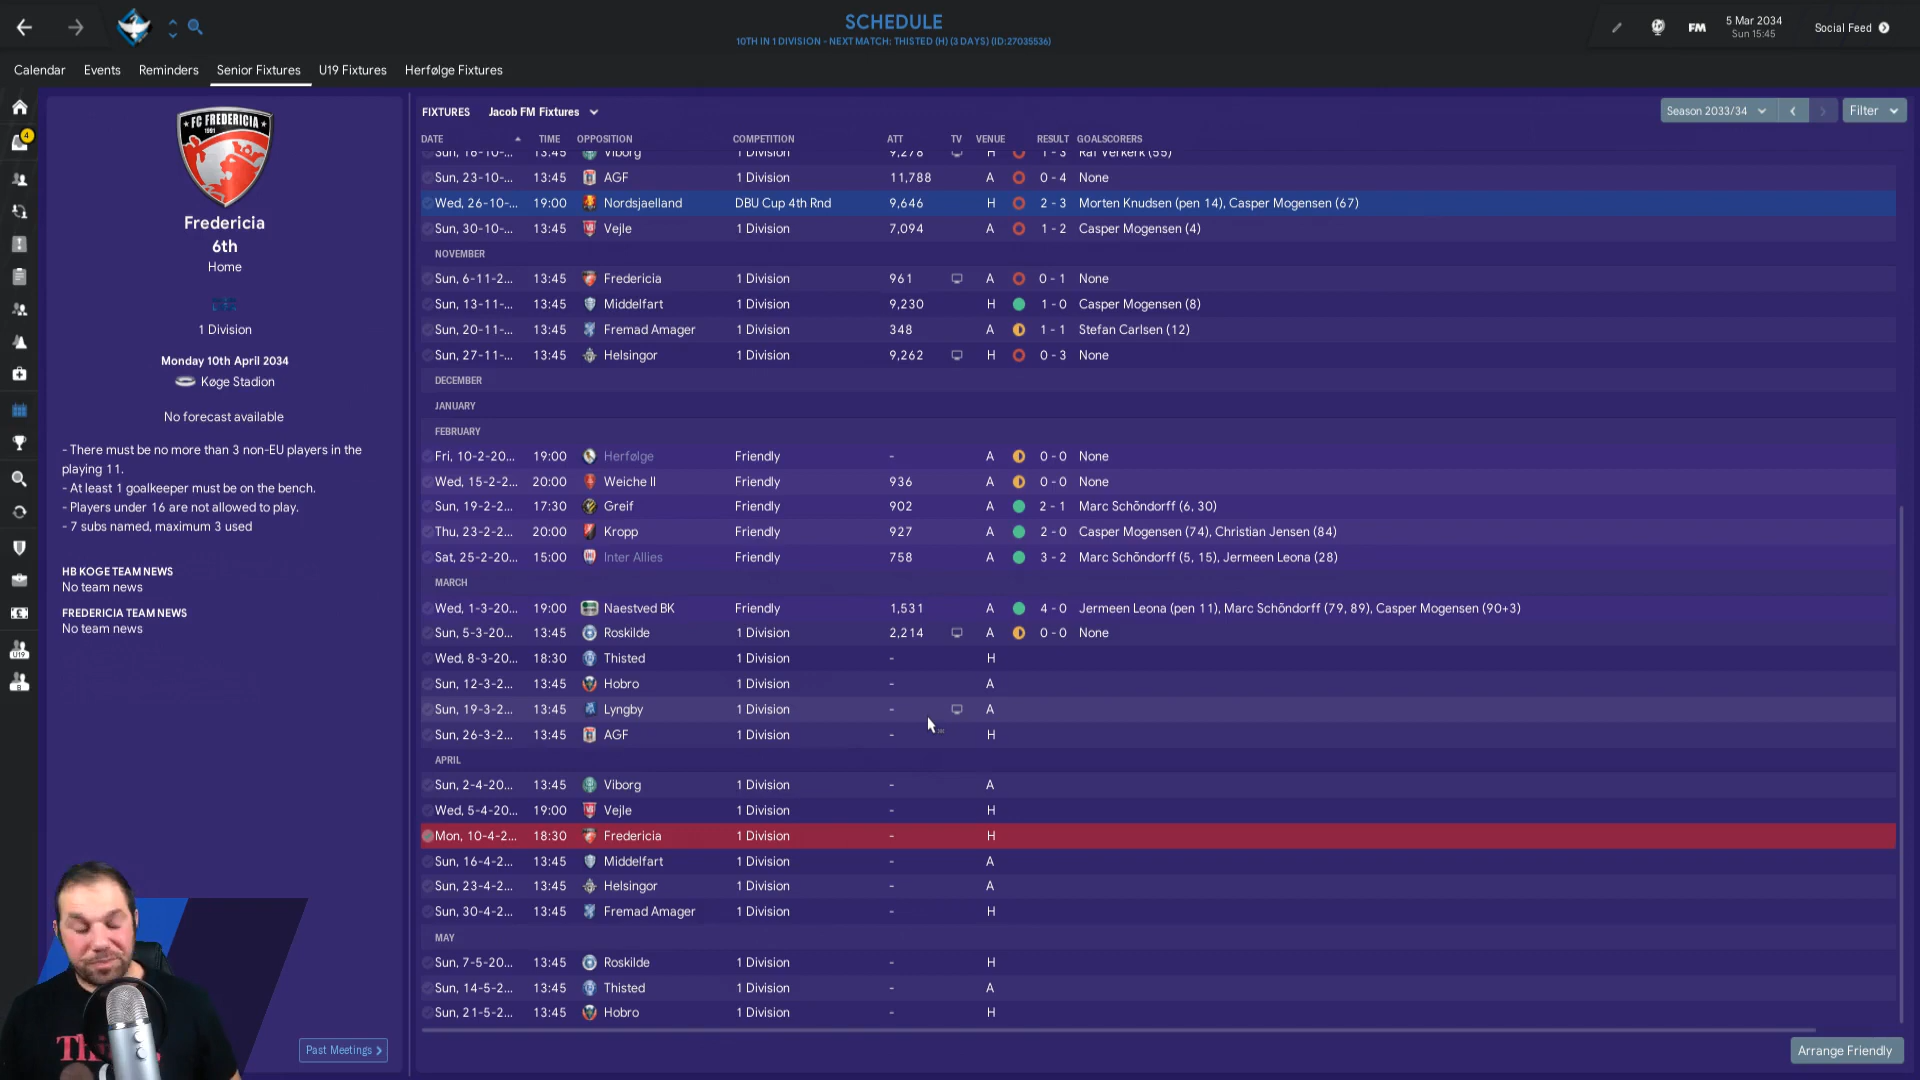 SCHEDULE
10TH IN 1 DIVISION - NEXT MATCH: THISTED (H) (3 DAYS) (ID:27035536)
FM
5 Mar 2034
Sun 15:45
Social Feed
Calendar Events Reminders Senior Fixtures U19 Fixtures Herfølge Fixtures
4
U19
B
FC FREDERICIA
1991
Fredericia
6th
Home
1 Division
Monday 10th April 2034
Køge Stadion
No forecast available
- There must be no more than 3 non-EU players in the
playing 11.
- At least 1 goalkeeper must be on the bench.
- Players under 16 are not allowed to play.
- 7 subs named, maximum 3 used
HB KOGE TEAM NEWS
No team news
FREDERICIA TEAM NEWS
No team news
Past Meetings
FIXTURES Jacob FM Fixtures Season 2033/34 Filter
DATE TIME OPPOSITION COMPETITION ATT TV VENUE RESULT GOALSCORERS
Sun, 16-10-... 13:45 Viborg 1 Division 9,278 H 1 - 3 Raf Verkerk (55)
Sun, 23-10-... 13:45 AGF 1 Division 11,788 A 0 - 4 None
Wed, 26-10-... 19:00 Nordsjaelland DBU Cup 4th Rnd 9,646 H 2 - 3 Morten Knudsen (pen 14), Casper Mogensen (67)
Sun, 30-10-... 13:45 Vejle 1 Division 7,094 A 1 - 2 Casper Mogensen (4)
NOVEMBER
Sun, 6-11-2... 13:45 Fredericia 1 Division 961 A 0 - 1 None
Sun, 13-11-... 13:45 Middelfart 1 Division 9,230 H 1 - 0 Casper Mogensen (8)
Sun, 20-11-... 13:45 Fremad Amager 1 Division 348 A 1 - 1 Stefan Carlsen (12)
Sun, 27-11-... 13:45 Helsingor 1 Division 9,262 H 0 - 3 None
DECEMBER
JANUARY
FEBRUARY
Fri, 10-2-20... 19:00 Herfølge Friendly - A 0 - 0 None
Wed, 15-2-2... 20:00 Weiche II Friendly 936 A 0 - 0 None
Sun, 19-2-2... 17:30 Greif Friendly 902 A 2 - 1 Marc Schöndorff (6, 30)
Thu, 23-2-2... 20:00 Kropp Friendly 927 A 2 - 0 Casper Mogensen (74), Christian Jensen (84)
Sat, 25-2-20... 15:00 Inter Allies Friendly 758 A 3 - 2 Marc Schöndorff (5, 15), Jermeen Leona (28)
MARCH
Wed, 1-3-20... 19:00 Naestved BK Friendly 1,531 A 4 - 0 Jermeen Leona (pen 11), Marc Schöndorff (79, 89), Casper Mogensen (90+3)
Sun, 5-3-20... 13:45 Roskilde 1 Division 2,214 A 0 - 0 None
Wed, 8-3-20... 18:30 Thisted 1 Division - H
Sun, 12-3-2... 13:45 Hobro 1 Division - A
Sun, 19-3-2... 13:45 Lyngby 1 Division - A
Sun, 26-3-2... 13:45 AGF 1 Division - H
APRIL
Sun, 2-4-20... 13:45 Viborg 1 Division - A
Wed, 5-4-20... 19:00 Vejle 1 Division - H
Mon, 10-4-2... 18:30 Fredericia 1 Division - H
Sun, 16-4-2... 13:45 Middelfart 1 Division - A
Sun, 23-4-2... 13:45 Helsingor 1 Division - A
Sun, 30-4-2... 13:45 Fremad Amager 1 Division - H
MAY
Sun, 7-5-20... 13:45 Roskilde 1 Division - H
Sun, 14-5-2... 13:45 Thisted 1 Division - A
Sun, 21-5-2... 13:45 Hobro 1 Division - H
Arrange Friendly